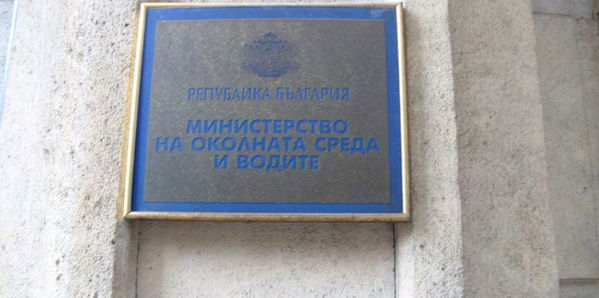 РЕПУБЛИКА БЪЛГАРИЯ
МИНИСТЕРСТВО
НА ОКОЛНАТА СРЕДА
И ВОДИТЕ